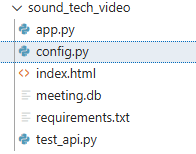 sound_tech_video
app.py
config.py
index.html
meeting.db
requirements.txt
test_api.py